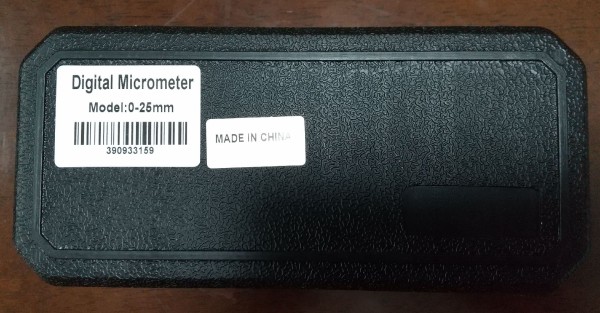 Digital Micrometer
Model:0-25mm
390933159
MADE IN CHINA